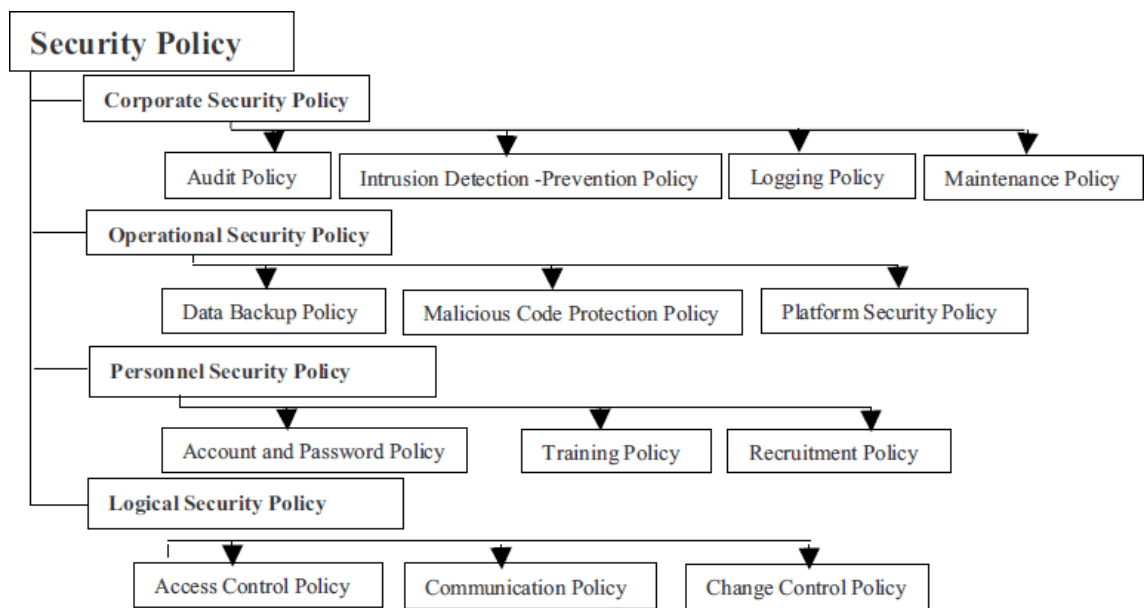 Security Policy
Corporate Security Policy
Audit Policy
Intrusion Detection -Prevention Policy
Logging Policy
Maintenance Policy
Operational Security Policy
Data Backup Policy
Malicious Code Protection Policy
Platform Security Policy
Personnel Security Policy
Account and Password Policy
Training Policy
Recruitment Policy
Logical Security Policy
Access Control Policy
Communication Policy
Change Control Policy